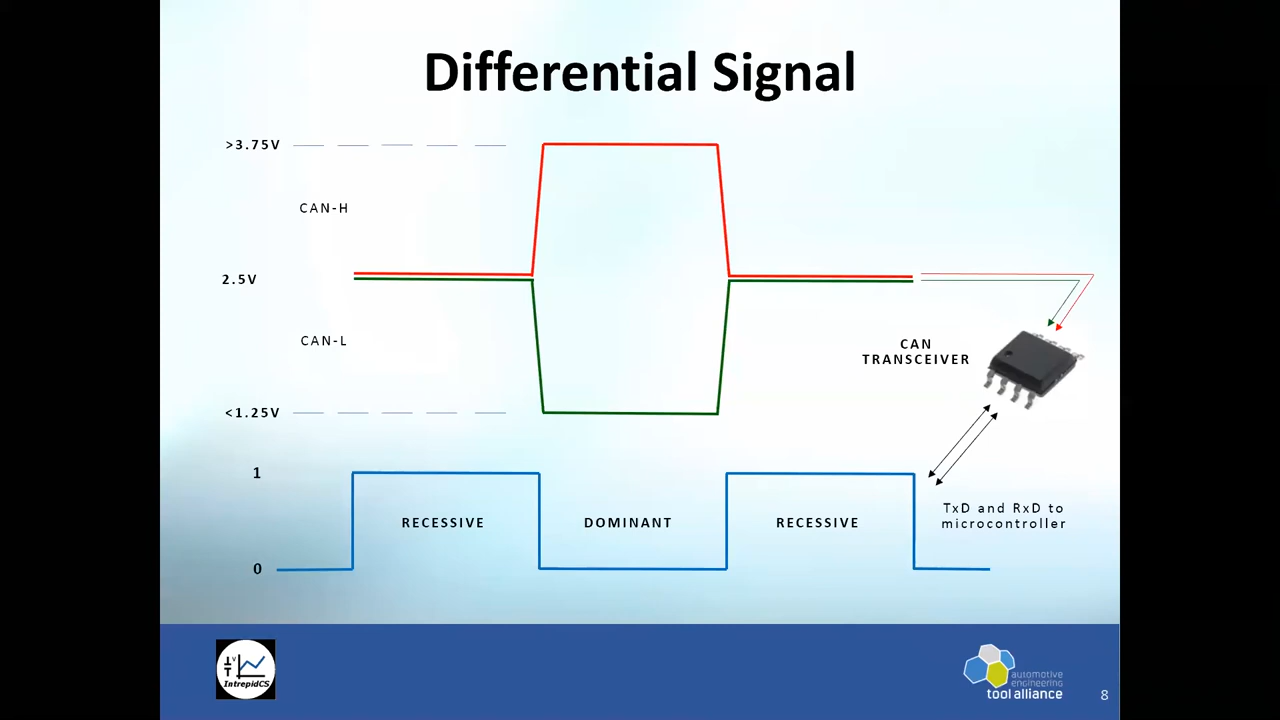 Differential Signal
>3.75V
CAN-H
2.5V
CAN-L
<1.25V
CAN
TRANSCEIVER
1
RECESSIVE
DOMINANT
RECESSIVE
0
TxD and RxD to
microcontroller
V
IntrepidCS
automotive
engineering
tool alliance
8